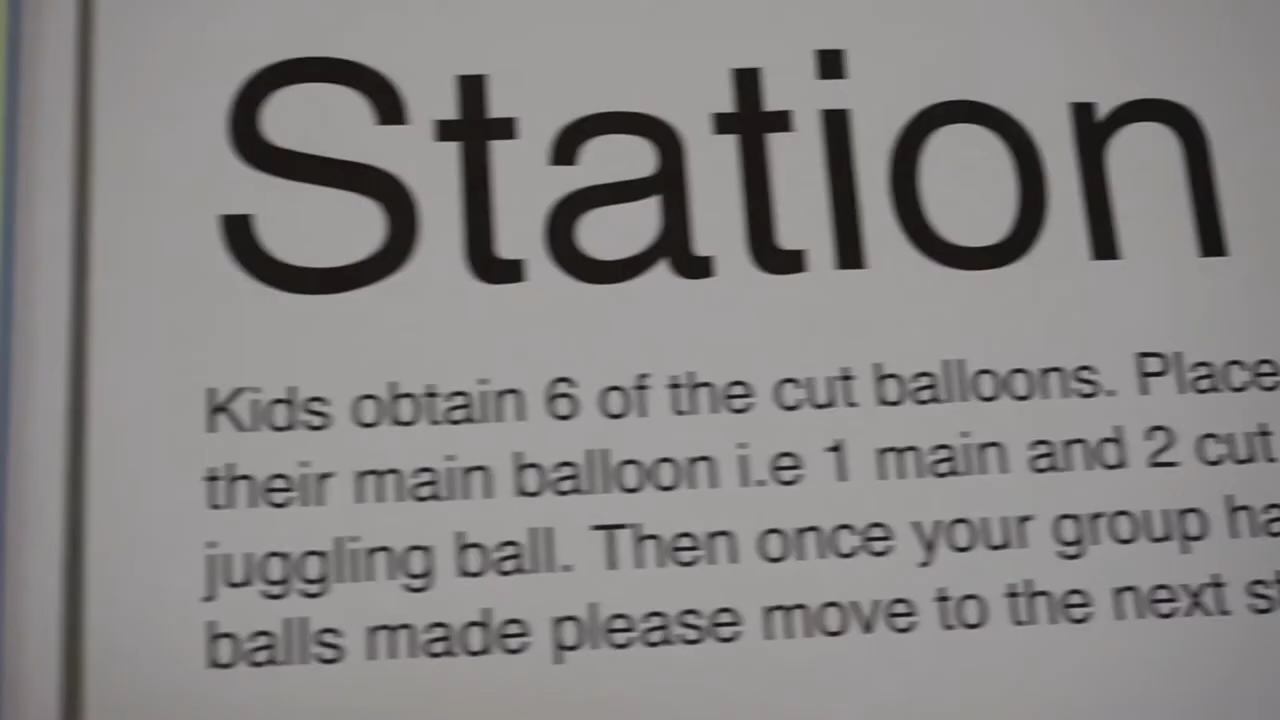 Station
Kids obtain 6 of the cut balloons. Place
their main balloon i.e 1 main and 2 cut
juggling ball. Then once your group
balls made please move to the next